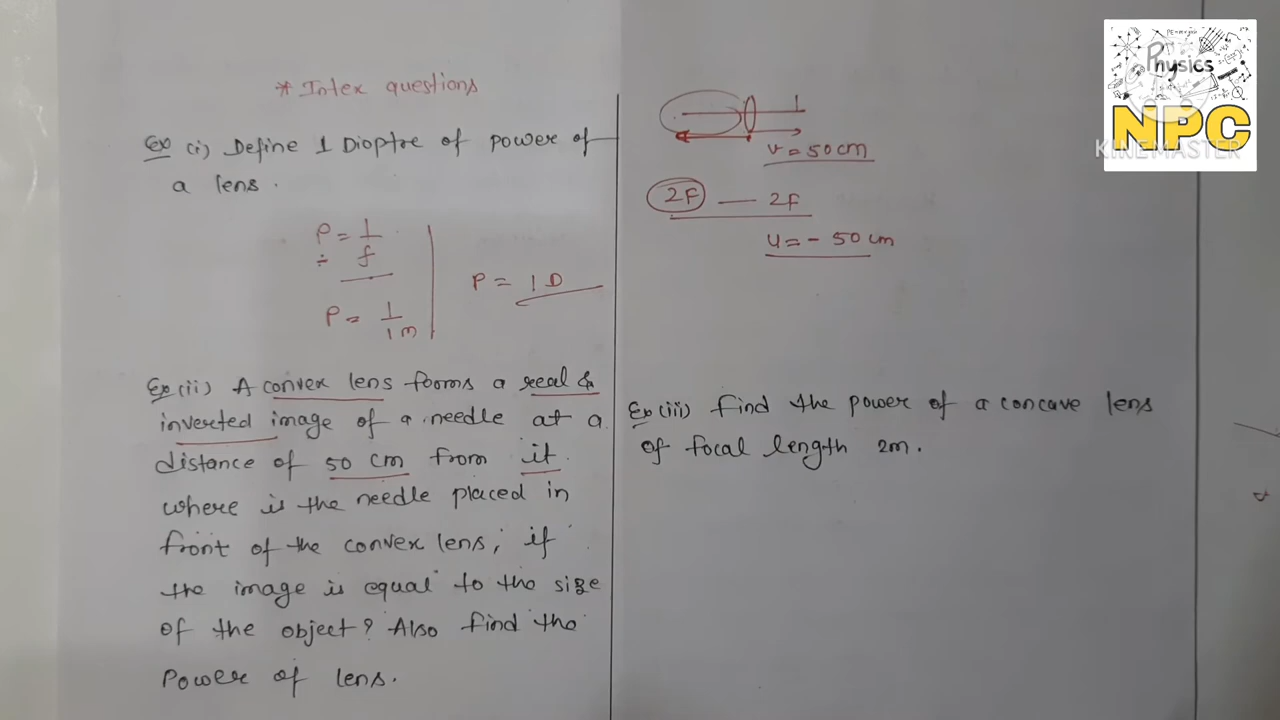 * Intex questions
Ex (i) Define 1 Dioptre of power of
a lens.
P = 1/f
P = 1/1m
P = 1D
Ex (ii) A convex lens forms a real &
inverted image of a needle at a
distance of 50 cm from it.
where is the needle placed in
front of the convex lens, if
the image is equal to the size
of the object? Also find the
Power of lens.
v = 50cm
2F — 2F
u = - 50 cm
Ex (iii) Find the power of a concave lens
of focal length 2m.
Physics
NPC
KINEMASTER